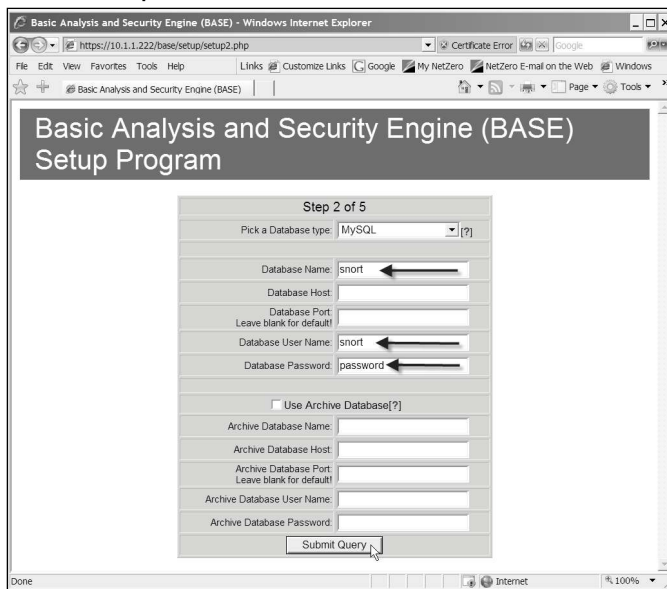 Basic Analysis and Security Engine (BASE) - Windows Internet Explorer
https://10.1.1.222/base/setup/setup2.php
Certificate Error
Google
File Edit View Favorites Tools Help
Links Customize Links Google My NetZero NetZero E-mail on the Web Windows
Basic Analysis and Security Engine (BASE)
Page Tools
Basic Analysis and Security Engine (BASE)
Setup Program
Step 2 of 5
Pick a Database type: MySQL [?]
Database Name: snort
Database Host:
Database Port:
Leave blank for default!
Database User Name: snort
Database Password: password
Use Archive Database[?]
Archive Database Name:
Archive Database Host:
Archive Database Port:
Leave blank for default!
Archive Database User Name:
Archive Database Password:
Submit Query
Done
Internet
100%